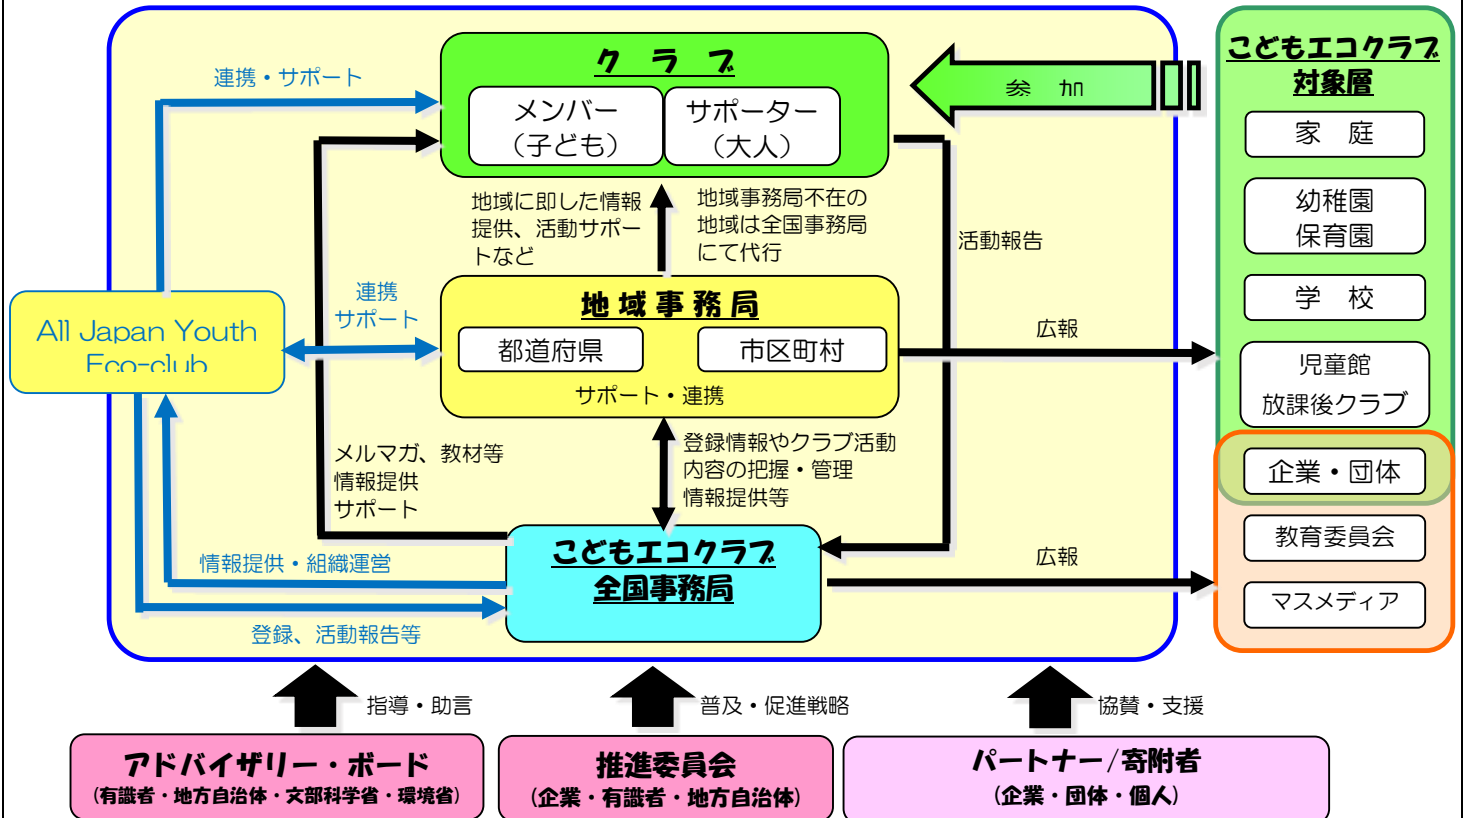 クラブ
メンバー
（子ども）
サポーター
（大人）
参 加
こどもエコクラブ
対象層
家 庭
幼稚園
保育園
学 校
児童館
放課後クラブ
企業・団体
教育委員会
マスメディア
連携・サポート
地域に即した情報
提供、活動サポー
トなど
地域事務局不在の
地域は全国事務局
にて代行
活動報告
All Japan Youth
Eco-club
連携
サポート
地域事務局
都道府県
市区町村
サポート・連携
広報
メルマガ、教材等
情報提供
サポート
登録情報やクラブ活動
内容の把握・管理
情報提供等
こどもエコクラブ
全国事務局
広報
情報提供・組織運営
登録、活動報告等
指導・助言
普及・促進戦略
協賛・支援
アドバイザリー・ボード
（有識者・地方自治体・文部科学省・環境省）
推進委員会
（企業・有識者・地方自治体）
パートナー/寄附者
（企業・団体・個人）